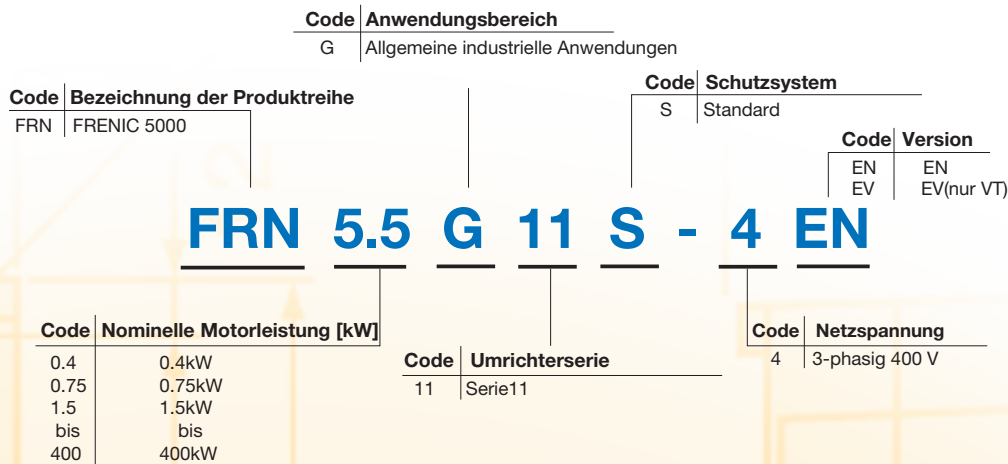 Code Anwendungsbereich
G Allgemeine industrielle Anwendungen
Code Schutzsystem
S Standard
Code Bezeichnung der Produktreihe
FRN FRENIC 5000
Code Version
EN EN
EV EV(nur VT)
FRN 5.5 G 11 S - 4 EN
Code Nominelle Motorleistung [kW]
0.4 0.4kW
0.75 0.75kW
1.5 1.5kW
bis bis
400 400kW
Code Umrichterserie
11 Serie11
Code Netzspannung
4 3-phasig 400 V
2